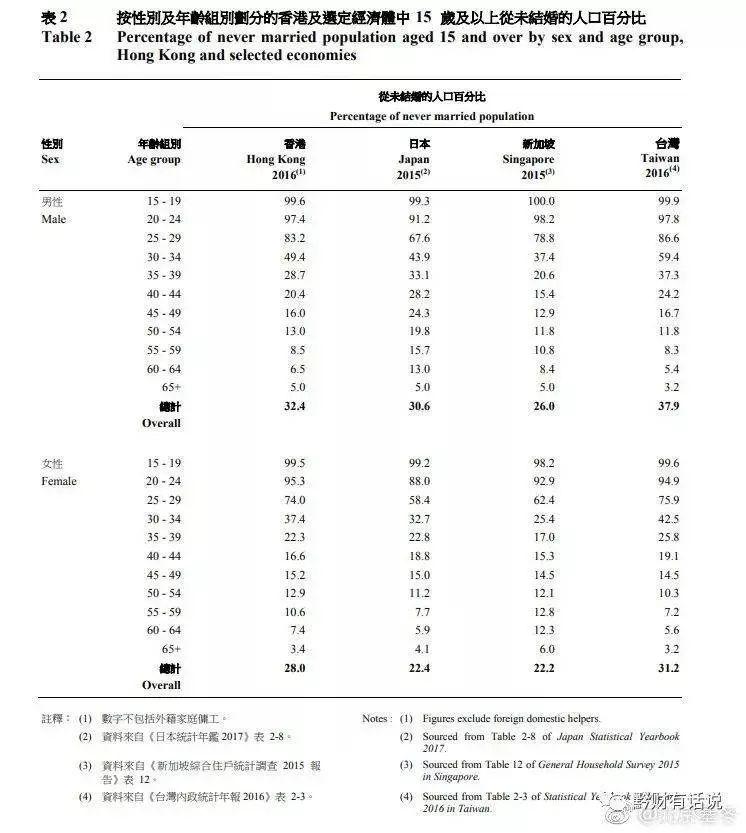 表 2 按性別及年齡組別劃分的香港及選定經濟體中 15 歲及以上從未結婚的人口百分比
Table 2 Percentage of never married population aged 15 and over by sex and age group,
Hong Kong and selected economies
從未結婚的人口百分比
Percentage of never married population
性別 年齡組別 香港 日本 新加坡 台灣
Sex Age group Hong Kong Japan Singapore Taiwan
2016(1) 2015(2) 2015(3) 2016(4)
男性 15 - 19 99.6 99.3 100.0 99.9
Male 20 - 24 97.4 91.2 98.2 97.8
25 - 29 83.2 67.6 78.8 86.6
30 - 34 49.4 43.9 37.4 59.4
35 - 39 28.7 33.1 20.6 37.3
40 - 44 20.4 28.2 15.4 24.2
45 - 49 16.0 24.3 12.9 16.7
50 - 54 13.0 19.8 11.8 11.8
55 - 59 8.5 15.7 10.8 8.3
60 - 64 6.5 13.0 8.4 5.4
65+ 5.0 5.0 5.0 3.2
總計 32.4 30.6 26.0 37.9
Overall
女性 15 - 19 99.5 99.2 98.2 99.6
Female 20 - 24 95.3 88.0 92.9 94.9
25 - 29 74.0 58.4 62.4 75.9
30 - 34 37.4 32.7 25.4 42.5
35 - 39 22.3 22.8 17.0 25.8
40 - 44 16.6 18.8 15.3 19.1
45 - 49 15.2 15.0 14.5 14.5
50 - 54 12.9 11.2 12.1 10.3
55 - 59 10.6 7.7 12.8 7.2
60 - 64 7.4 5.9 12.3 5.6
65+ 3.4 4.1 6.0 3.2
總計 28.0 22.4 22.2 31.2
Overall
註釋： (1) 數字不包括外籍家庭傭工。 Notes : (1) Figures exclude foreign domestic helpers.
(2) 資料來自《日本統計年鑑 2017》表 2-8。 (2) Sourced from Table 2-8 of Japan Statistical Yearbook
2017.
(3) 資料來自《新加坡綜合住戶統計調查 2015 報 (3) Sourced from Table 12 of General Household Survey 2015
告》表 12。 in Singapore.
(4) 資料來自《台灣內政統計年報 2016》表 2-3。 (4) Sourced from Table 2-3 of Statistical
2016 in Taiwan.
黔财有话说